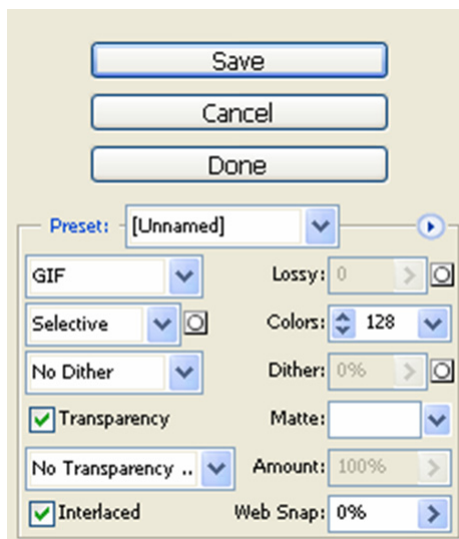 Save
Cancel
Done
Preset: [Unnamed]
GIF Lossy: 0
Selective Colors: 128
No Dither Dither: 0%
Transparency Matte:
No Transparency .. Amount: 100%
Interlaced Web Snap: 0%